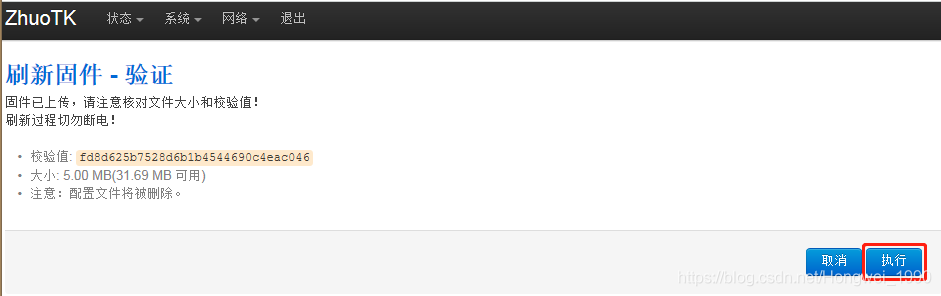 ZhuoTK 状态 系统 网络 退出
刷新固件 - 验证
固件已上传，请注意核对文件大小和校验值！
刷新过程切勿断电！
校验值: fd8d625b7528d6b1b4544690c4eac046
大小: 5.00 MB(31.69 MB 可用)
注意：配置文件将被删除。
取消 执行
https://blog.csdn.net/Hongwei_1990